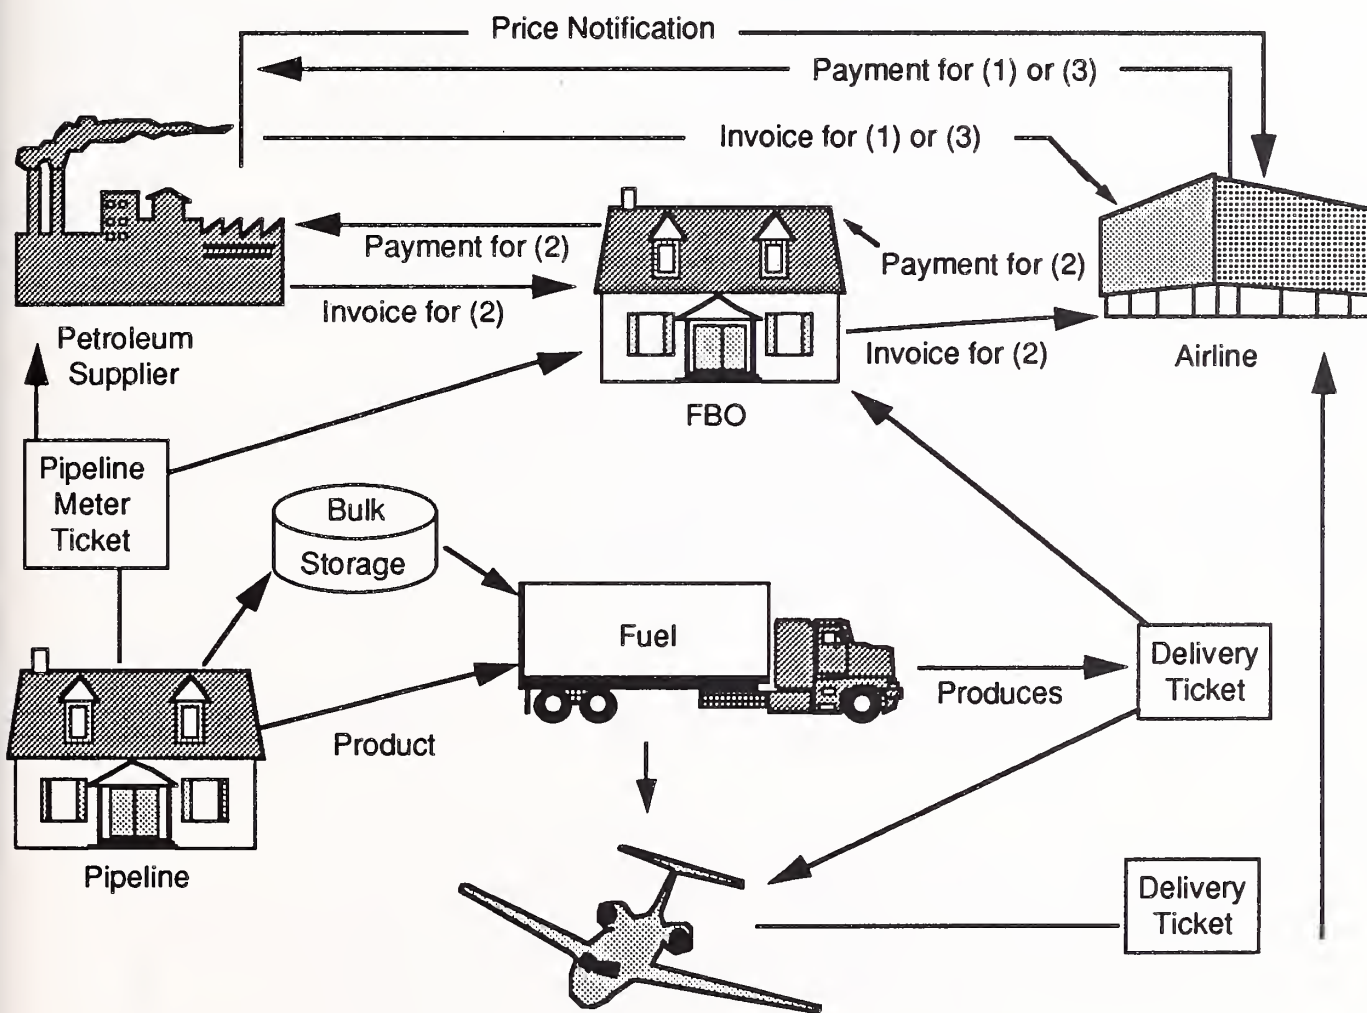 Price Notification
Payment for (1) or (3)
Invoice for (1) or (3)
Payment for (2)
Payment for (2)
Invoice for (2)
Petroleum
Supplier
Invoice for (2)
Airline
FBO
Pipeline
Meter
Ticket
Bulk
Storage
Fuel
Produces
Delivery
Ticket
Product
Pipeline
Delivery
Ticket